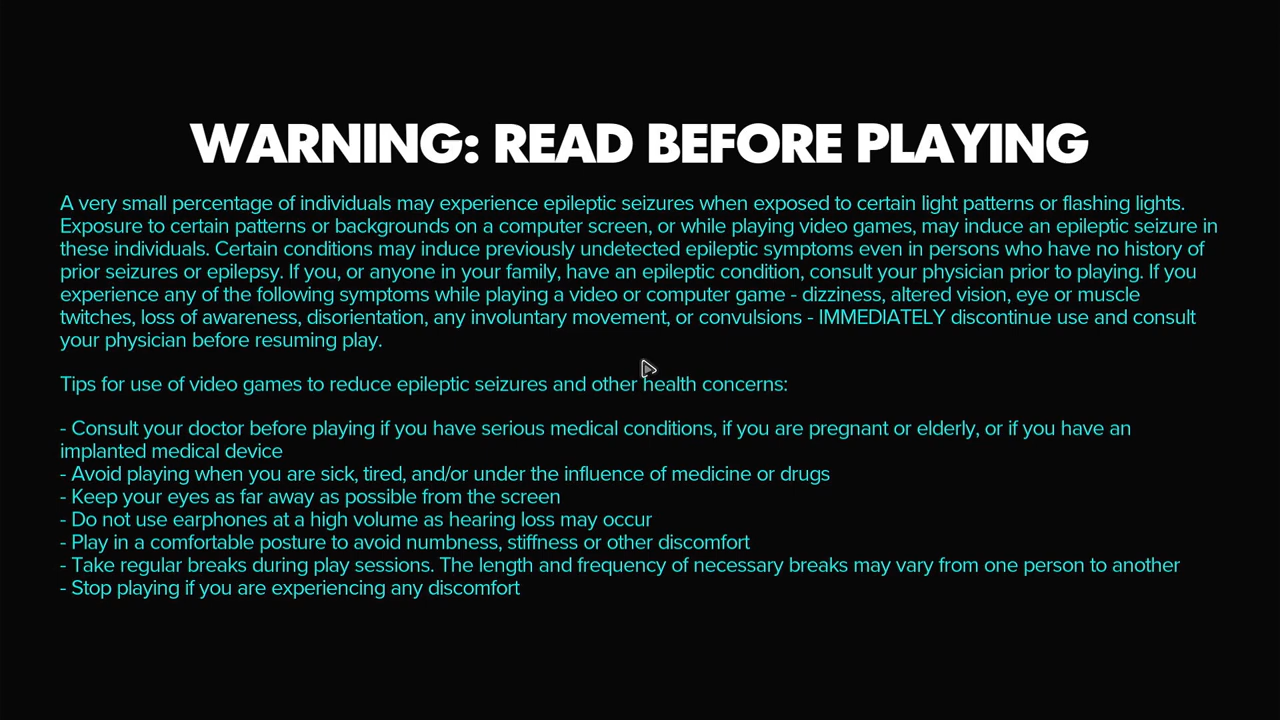 WARNING: READ BEFORE PLAYING
A very small percentage of individuals may experience epileptic seizures when exposed to certain light patterns or flashing lights.
Exposure to certain patterns or backgrounds on a computer screen, or while playing video games, may induce an epileptic seizure in
these individuals. Certain conditions may induce previously undetected epileptic symptoms even in persons who have no history of
prior seizures or epilepsy. If you, or anyone in your family, have an epileptic condition, consult your physician prior to playing. If you
experience any of the following symptoms while playing a video or computer game - dizziness, altered vision, eye or muscle
twitches, loss of awareness, disorientation, any involuntary movement, or convulsions - IMMEDIATELY discontinue use and consult
your physician before resuming play.
Tips for use of video games to reduce epileptic seizures and other health concerns:
- Consult your doctor before playing if you have serious medical conditions, if you are pregnant or elderly, or if you have an
implanted medical device
- Avoid playing when you are sick, tired, and/or under the influence of medicine or drugs
- Keep your eyes as far away as possible from the screen
- Do not use earphones at a high volume as hearing loss may occur
- Play in a comfortable posture to avoid numbness, stiffness or other discomfort
- Take regular breaks during play sessions. The length and frequency of necessary breaks may vary from one person to another
- Stop playing if you are experiencing any discomfort